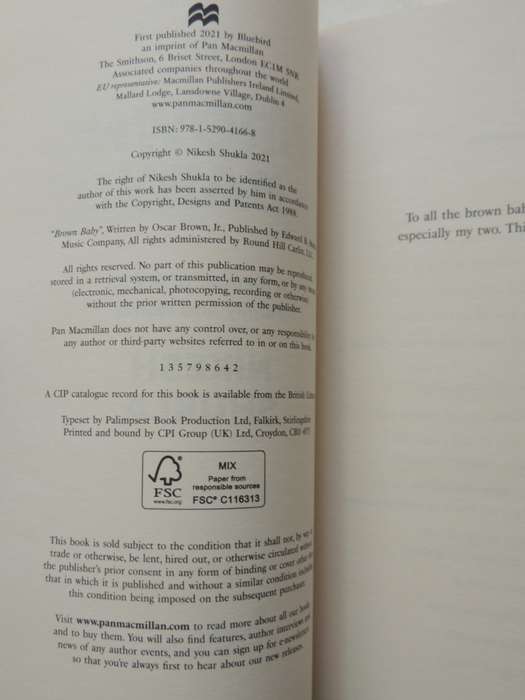 First published 2021 by Bluebird
an imprint of Pan Macmillan
The Smithson, 6 Briset Street, London EC1M 5NR
Associated companies throughout the world
EU representative: Macmillan Publishers Ireland Limited,
Mallard Lodge, Lansdowne Village, Dublin 4
www.panmacmillan.com
ISBN: 978-1-5290-4166-8
Copyright © Nikesh Shukla 2021
The right of Nikesh Shukla to be identified as the
author of this work has been asserted by him in accordance
with the Copyright, Designs and Patents Act 1988.
"Brown Baby", Written by Oscar Brown, Jr., Published by Edward B.
Music Company, All rights administered by Round Hill Carlin,
All rights reserved. No part of this publication may be reproduced,
stored in a retrieval system, or transmitted, in any form, or by any
(electronic, mechanical, photocopying, recording or otherwise)
without the prior written permission of the publisher.
Pan Macmillan does not have any control over, or any responsibility
any author or third-party websites referred to in or on this book.
1 3 5 7 9 8 6 4 2
A CIP catalogue record for this book is available from the British
Typeset by Palimpsest Book Production Ltd, Falkirk, Stirlingshire
Printed and bound by CPI Group (UK) Ltd, Croydon, CR0
FSC
www.fsc.org
MIX
Paper from
responsible sources
FSC® C116313
This book is sold subject to the condition that it shall not, by way
trade or otherwise, be lent, hired out, or otherwise circulated without
the publisher's prior consent in any form of binding or cover other
that in which it is published and without a similar condition
this condition being imposed on the subsequent purchaser.
Visit www.panmacmillan.com to read more about all our books
and to buy them. You will also find features, author interviews and
news of any author events, and you can sign up for e-newsletters
so that you're always first to hear about our new releases.
To all the brown
especially my two.